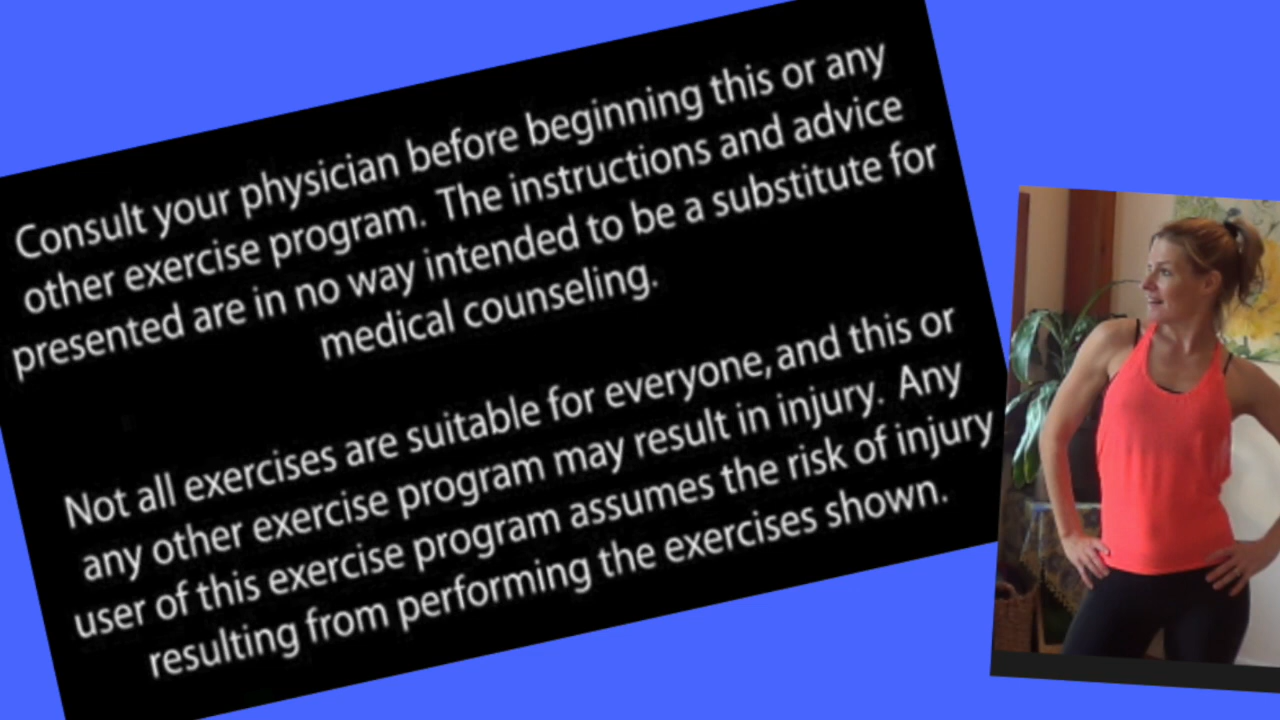 Consult your physician before beginning this or any
other exercise program. The instructions and advice
presented are in no way intended to be a substitute for
medical counseling.
Not all exercises are suitable for everyone, and this or
any other exercise program may result in injury. Any
user of this exercise program assumes the risk of injury
resulting from performing the exercises shown.